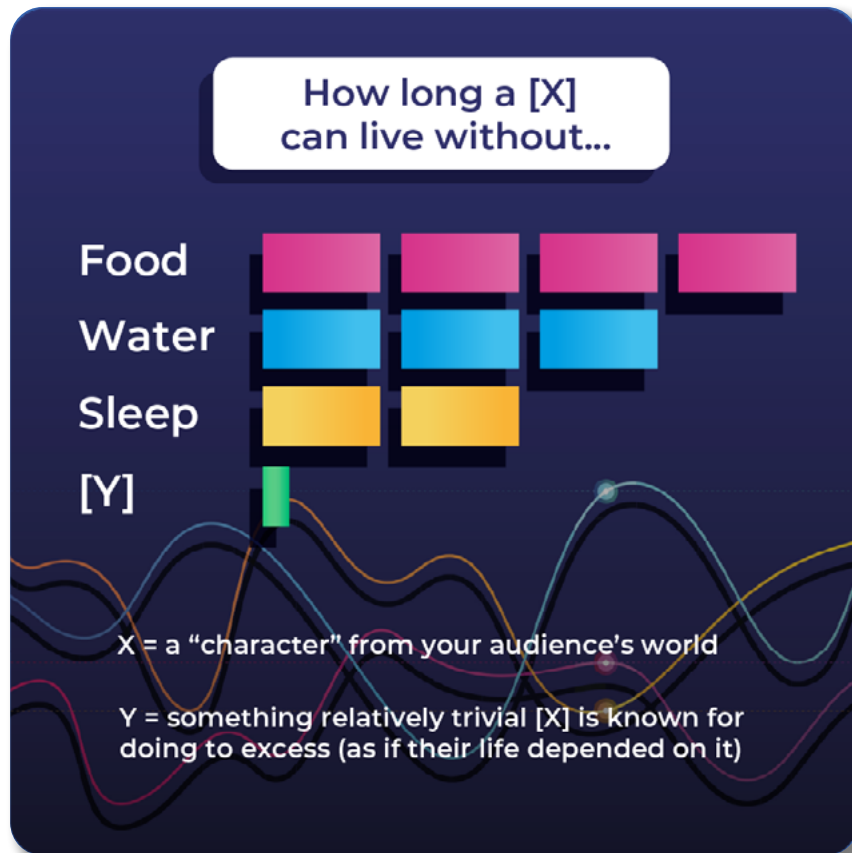 How long a [X]
can live without...
Food
Water
Sleep
[Y]
X = a “character” from your audience’s world
Y = something relatively trivial [X] is known for
doing to excess (as if their life depended on it)